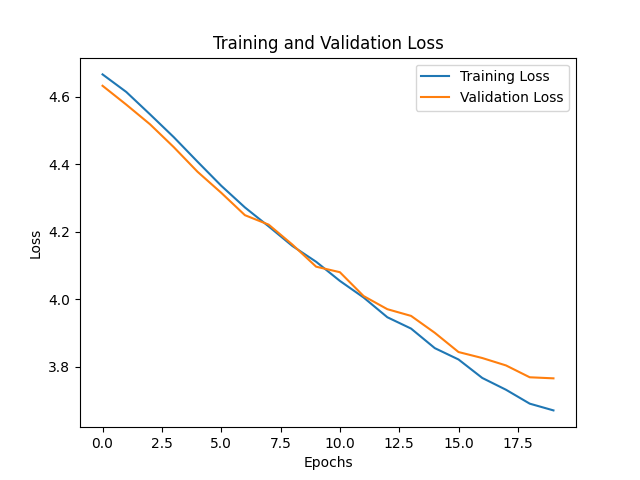 Training and Validation Loss
Training Loss
Validation Loss
4.6
4.4
4.2
4.0
3.8
Loss
0.0 2.5 5.0 7.5 10.0 12.5 15.0 17.5
Epochs